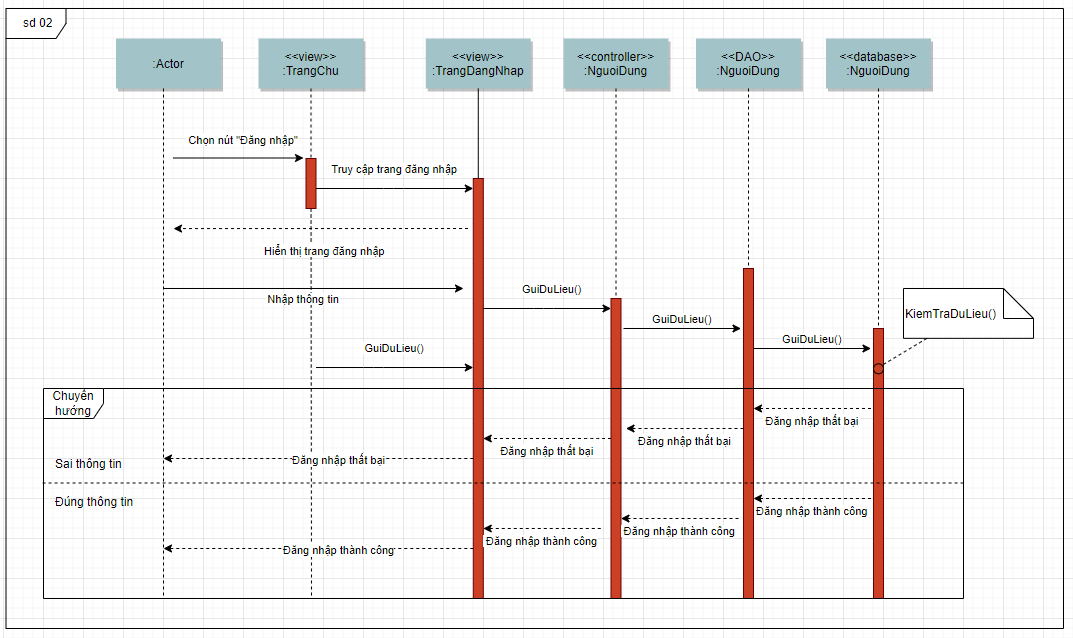 sd 02
:Actor
<<view>>
:TrangChu
<<view>>
:TrangDangNhap
<<controller>>
:NguoiDung
<<DAO>>
:NguoiDung
<<database>>
:NguoiDung
Chọn nút "Đăng nhập"
Truy cập trang đăng nhập
Hiển thị trang đăng nhập
Nhập thông tin
GuiDuLieu()
GuiDuLieu()
GuiDuLieu()
KiemTraDuLieu()
GuiDuLieu()
Chuyển
hướng
Đăng nhập thất bại
Đăng nhập thất bại
Đăng nhập thất bại
Đăng nhập thất bại
Sai thông tin
Đúng thông tin
Đăng nhập thành công
Đăng nhập thành công
Đăng nhập thành công
Đăng nhập thành công